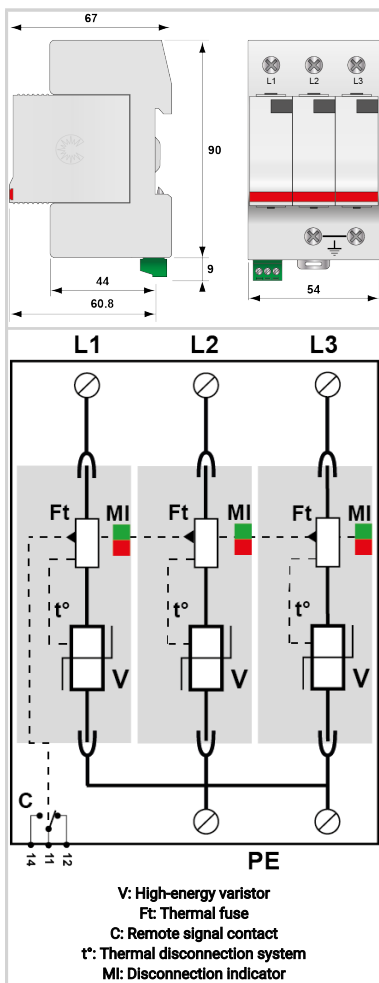 67
L1 L2 L3
90
9
44
60.8
54
L1 L2 L3
Ft MI Ft MI Ft MI
t° t° t°
V V V
C
14 11 12
PE
V: High-energy varistor
Ft: Thermal fuse
C: Remote signal contact
t°: Thermal disconnection system
MI: Disconnection indicator